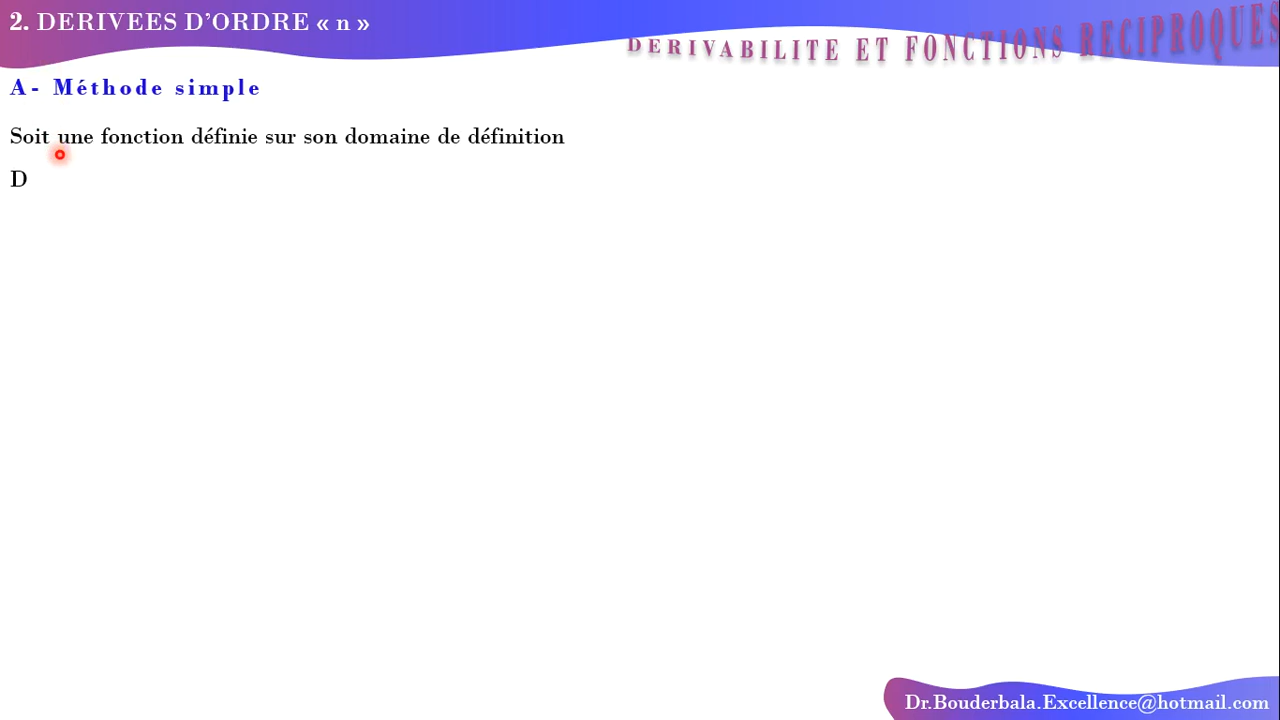 2. DERIVEES D’ORDRE « n »
DERIVABILITE ET FONCTIONS RECIPROQUES
A- Méthode simple
Soit une fonction définie sur son domaine de définition
D
Dr.Bouderbala.Excellence@hotmail.com